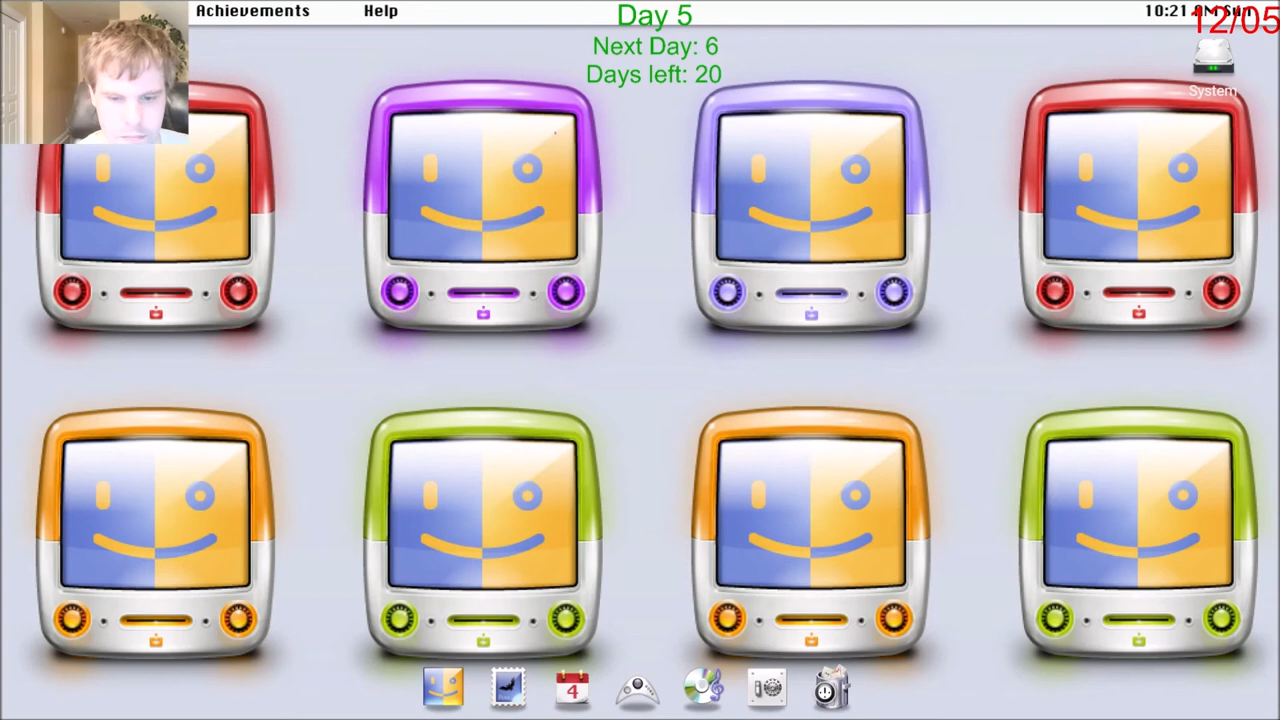 Achievements Help
Day 5
Next Day: 6
Days left: 20
10:21 AM Sun
12/05
System
4